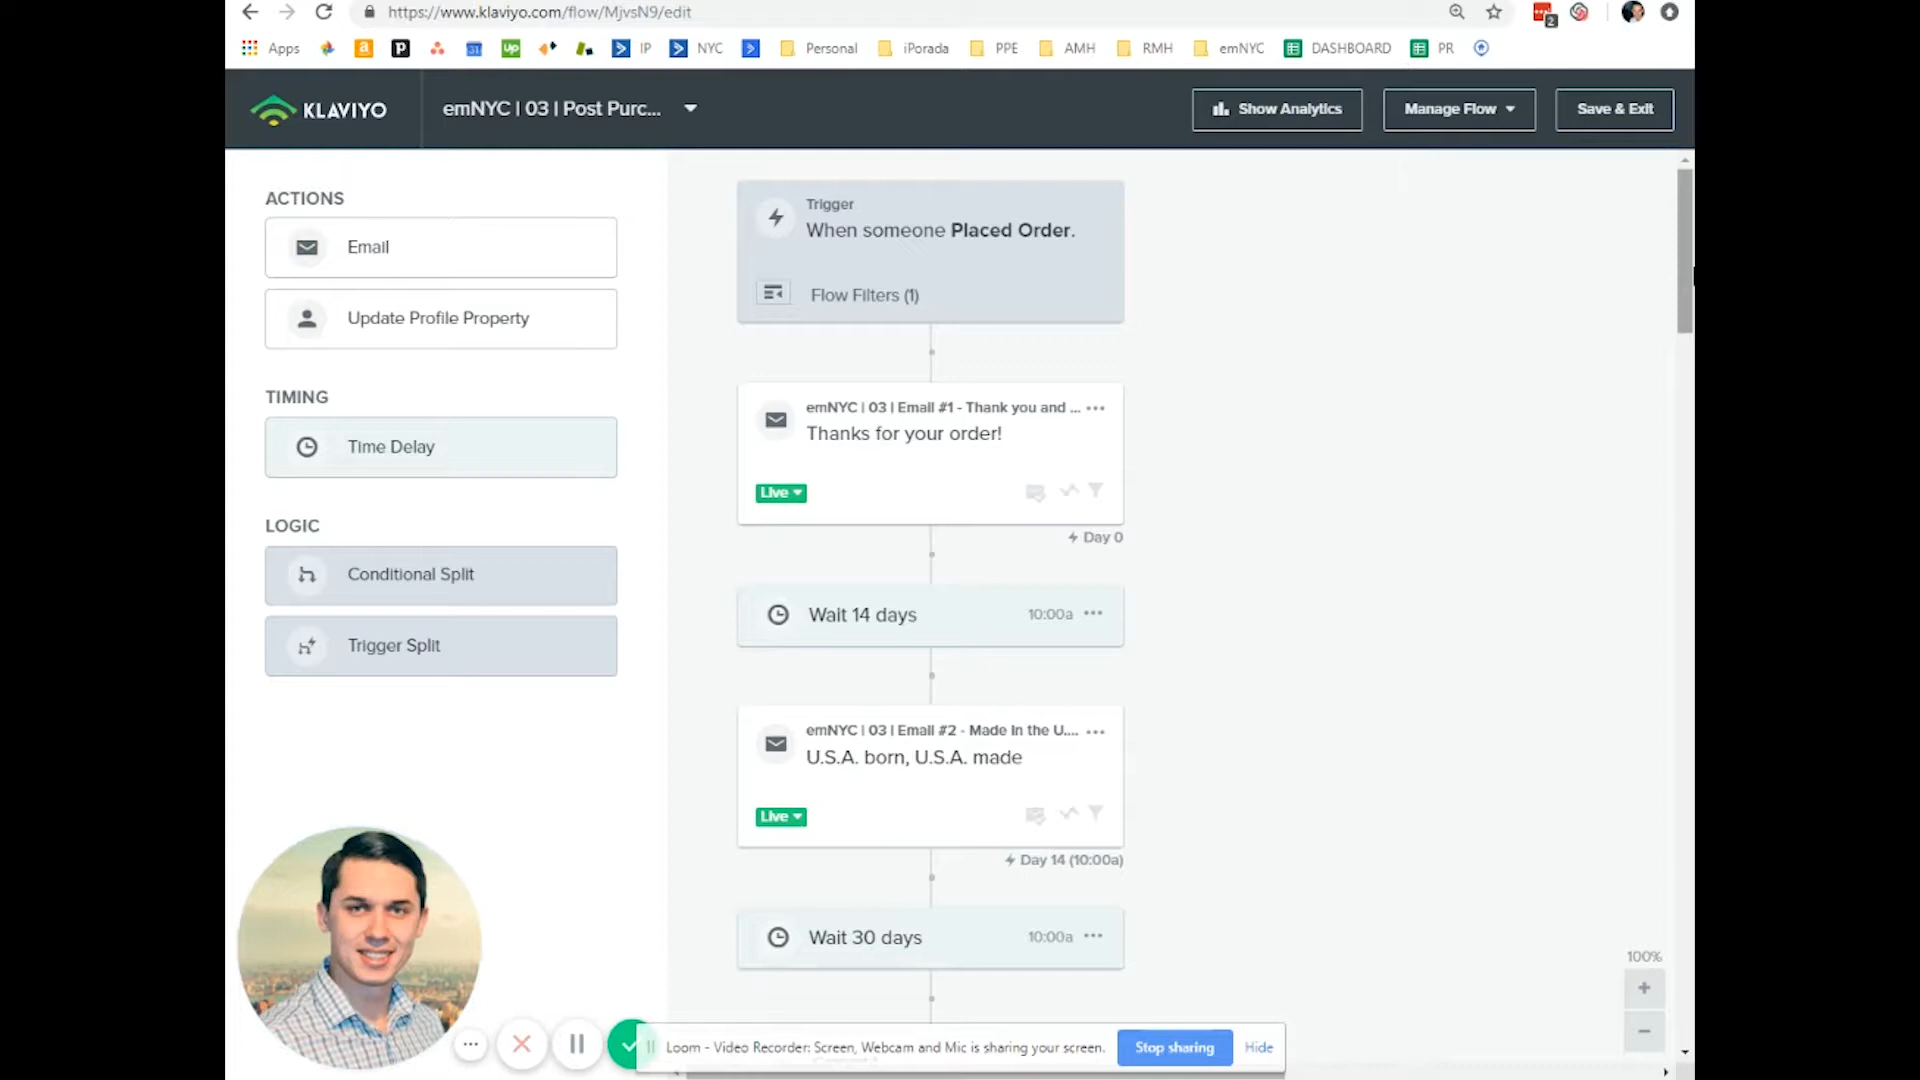 https://www.klaviyo.com/flow/MjvsN9/edit
2
Apps
a
P
31
up
IP
NYC
Personal
iPorada
PPE
AMH
RMH
emNYC
DASHBOARD
PR
KLAVIYO
emNYC | 03 | Post Purc...
Show Analytics
Manage Flow
Save & Exit
ACTIONS
Email
Update Profile Property
TIMING
Time Delay
LOGIC
Conditional Split
Trigger Split
Trigger
When someone Placed Order.
Flow Filters (1)
emNYC | 03 | Email #1 - Thank you and ...
Thanks for your order!
Live
Day 0
Wait 14 days
10:00a
emNYC | 03 | Email #2 - Made In the U....
U.S.A. born, U.S.A. made
Live
Day 14 (10:00a)
Wait 30 days
10:00a
100%
Loom - Video Recorder: Screen, Webcam and Mic is sharing your screen.
Stop sharing
Hide